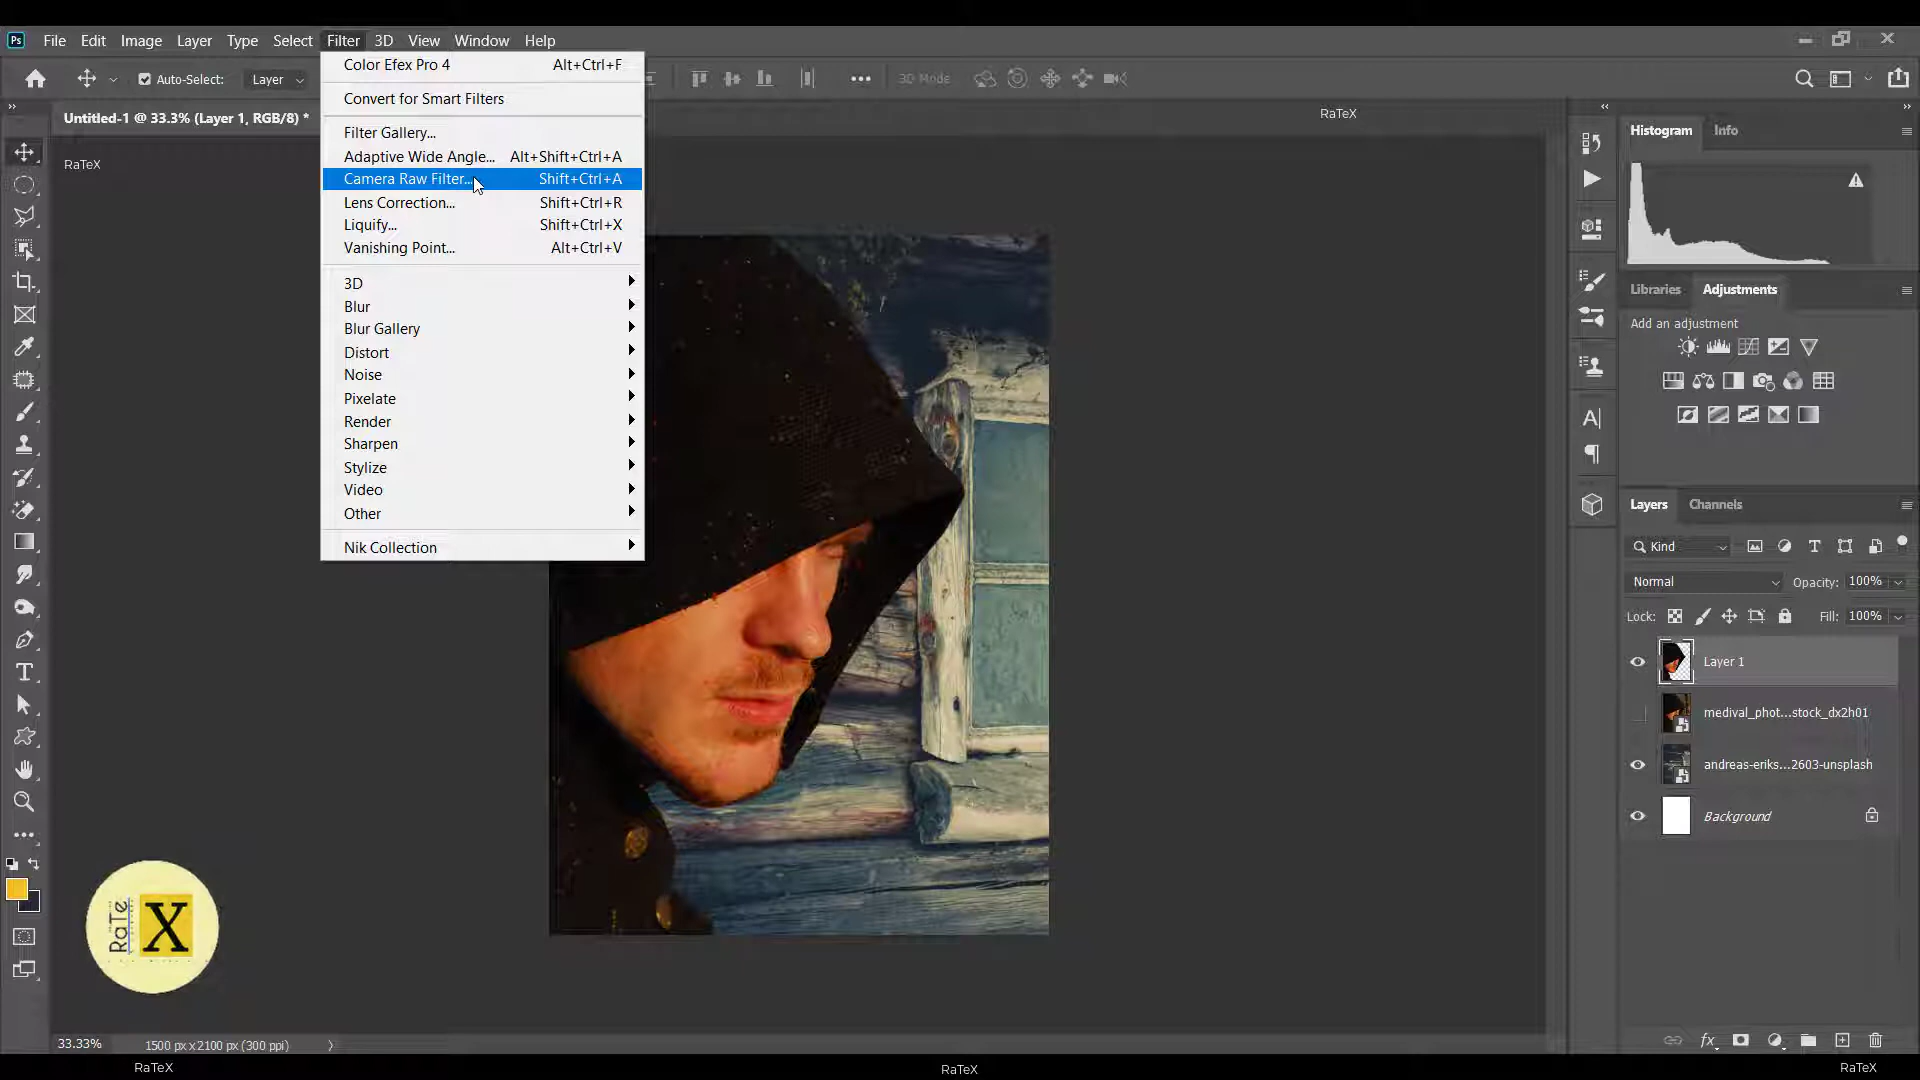 Ps File Edit Image Layer Type Select Filter 3D View Window Help
Auto-Select: Layer 3D Mode
Color Efex Pro 4 Alt+Ctrl+F
Convert for Smart Filters
Filter Gallery...
Adaptive Wide Angle... Alt+Shift+Ctrl+A
Camera Raw Filter... Shift+Ctrl+A
Lens Correction... Shift+Ctrl+R
Liquify... Shift+Ctrl+X
Vanishing Point... Alt+Ctrl+V
3D
Blur
Blur Gallery
Distort
Noise
Pixelate
Render
Sharpen
Stylize
Video
Other
Nik Collection
Untitled-1 @ 33.3% (Layer 1, RGB/8) *
RaTeX
RaTeX
Histogram Info
Libraries Adjustments
Add an adjustment
Layers Channels
Kind
Normal Opacity: 100%
Lock: Fill: 100%
Layer 1
medival_phot...stock_dx2h01
andreas-eriks...2603-unsplash
Background
RaTe X
33.33% 1500 px x 2100 px (300 ppi)
RaTeX RaTeX RaTeX